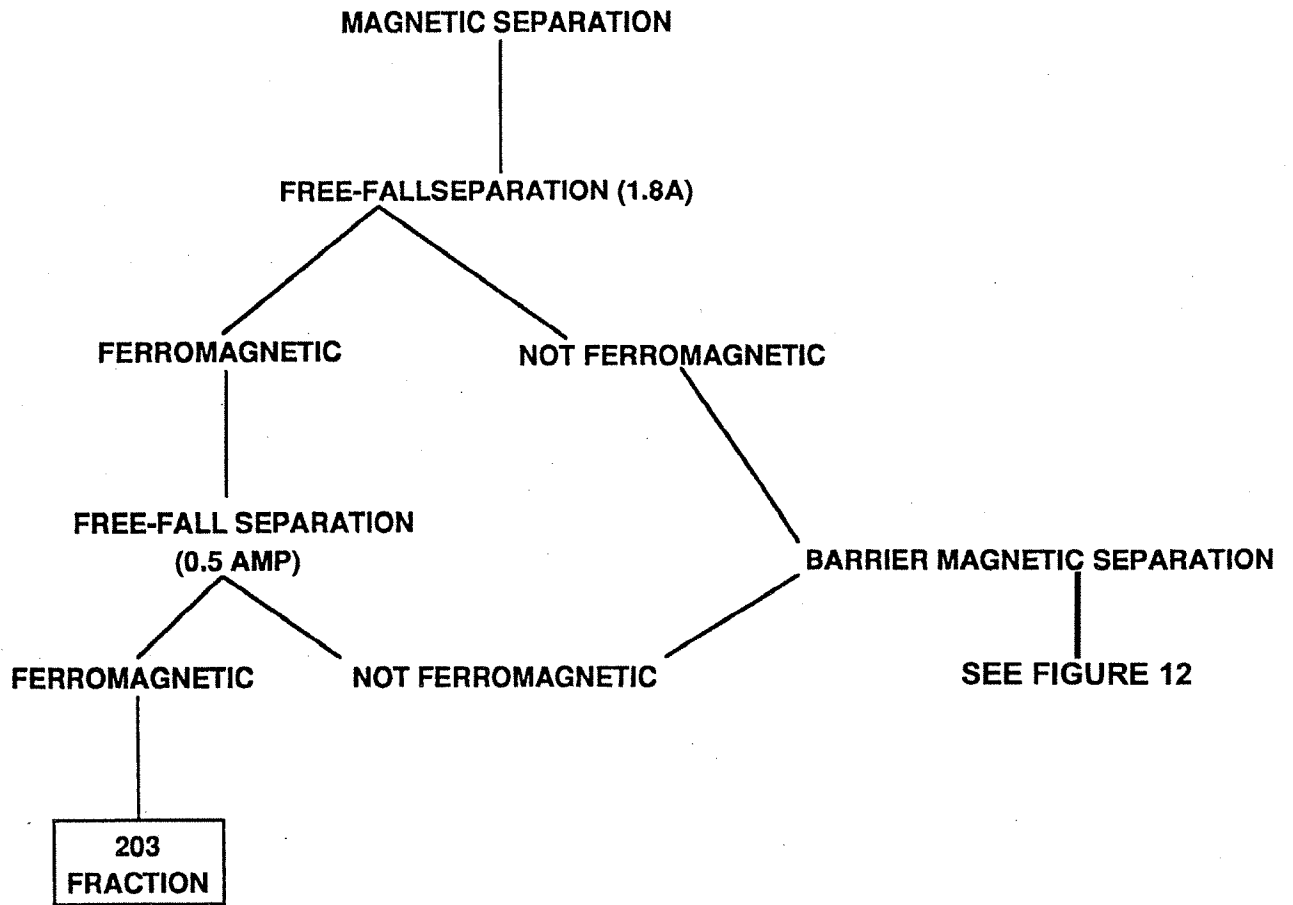 MAGNETIC SEPARATION
FREE-FALLSEPARATION (1.8A)
FERROMAGNETIC
NOT FERROMAGNETIC
FREE-FALL SEPARATION
(0.5 AMP)
BARRIER MAGNETIC SEPARATION
FERROMAGNETIC
NOT FERROMAGNETIC
SEE FIGURE 12
203
FRACTION